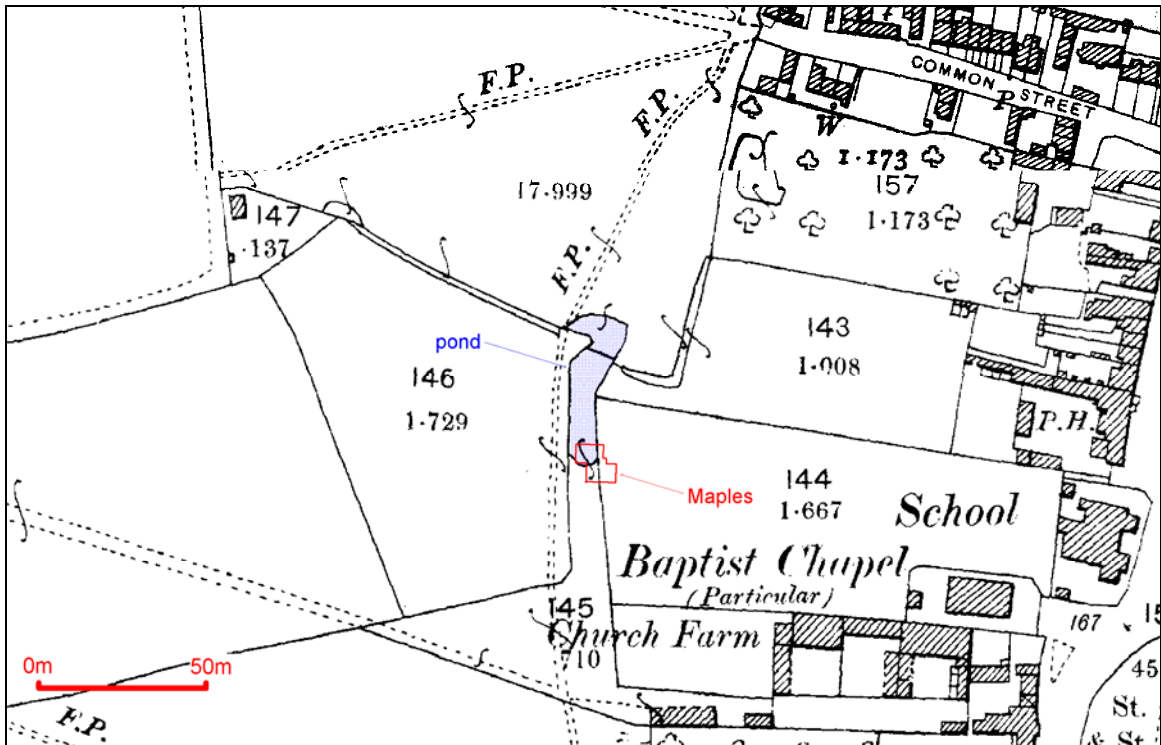 F.P.
COMMON STREET
P
F.P.
W
1·173
157
1·173
17·999
147
·137
F.P.
143
1·008
pond
146
1·729
P.H.
144
1·667
Maples
School
Baptist Chapel
(Particular)
145
Church Farm
·710
167
0m 50m
45
St.
& St.
F.P.